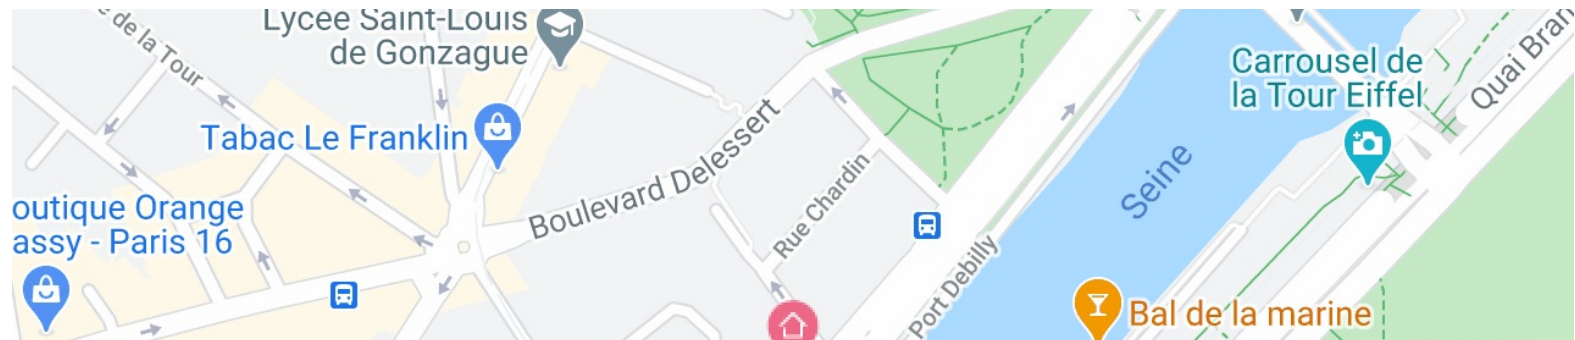 Lycée Saint-Louis
de Gonzague
de la Tour
Tabac Le Franklin
Boulevard Delessert
Rue Chardin
outique Orange
assy - Paris 16
Port Debilly
Seine
Carrousel de
la Tour Eiffel
Quai Bran
Bal de la marine